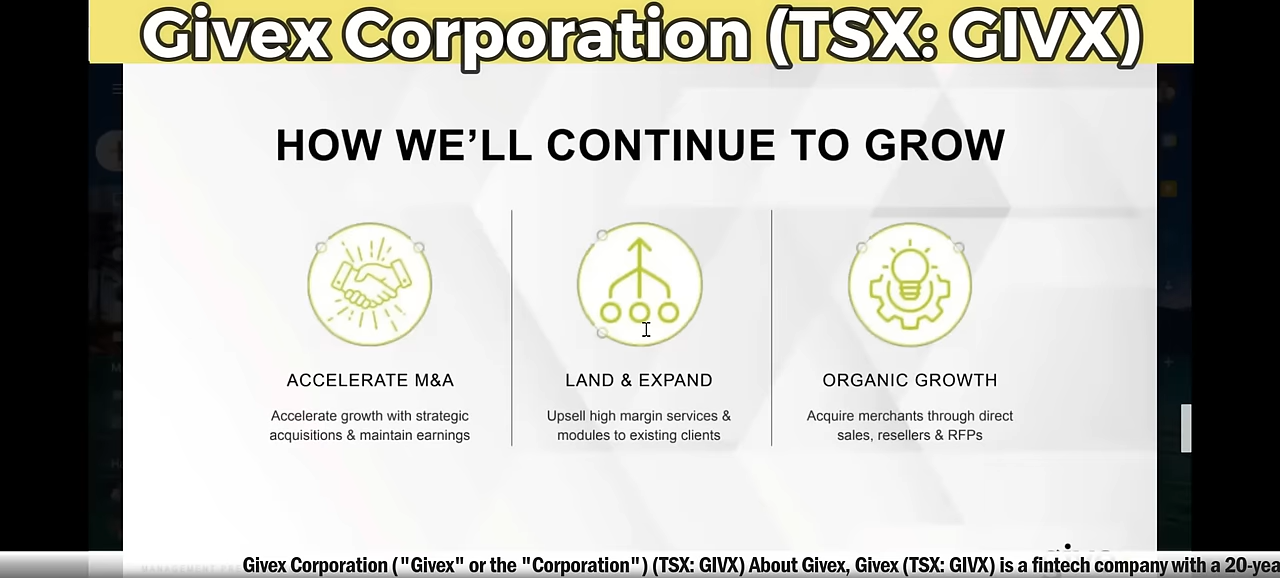 Givex Corporation (TSX: GIVX)
HOW WE'LL CONTINUE TO GROW
ACCELERATE M&A
Accelerate growth with strategic
acquisitions & maintain earnings
LAND & EXPAND
Upsell high margin services &
modules to existing clients
ORGANIC GROWTH
Acquire merchants through direct
sales, resellers & RFPs
Givex Corporation ("Givex" or the "Corporation") (TSX: GIVX) About Givex, Givex (TSX: GIVX) is a fintech company with a 20-yea